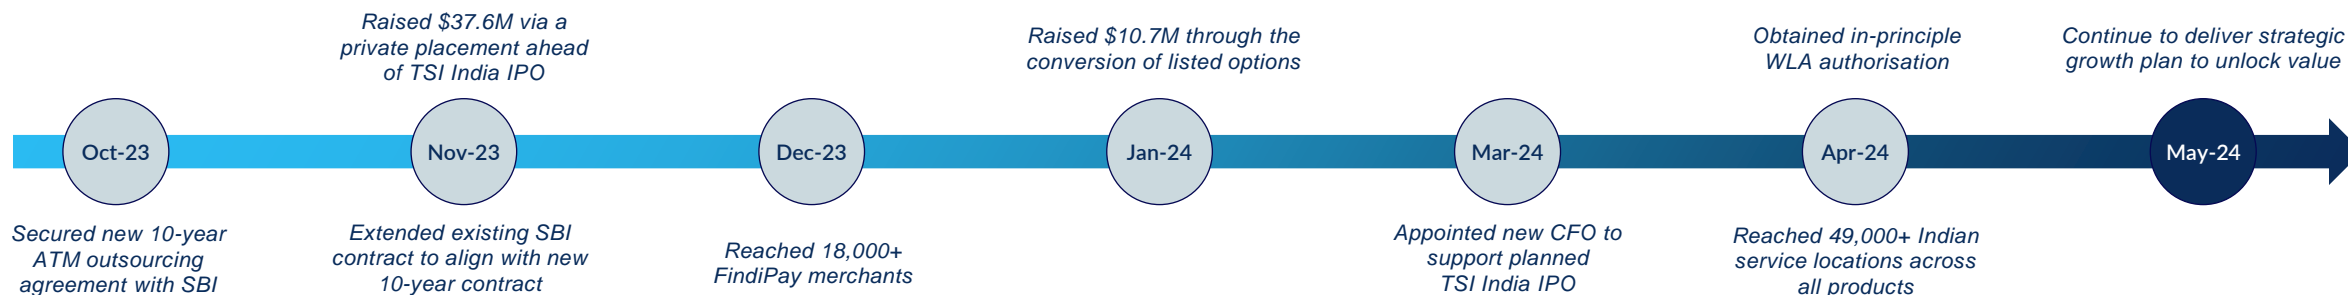 Raised $37.6M via a
private placement ahead
of TSI India IPO
Raised $10.7M through the
conversion of listed options
Obtained in-principle
WLA authorisation
Continue to deliver strategic
growth plan to unlock value
Oct-23
Nov-23
Dec-23
Jan-24
Mar-24
Apr-24
May-24
Secured new 10-year
ATM outsourcing
agreement with SBI
Extended existing SBI
contract to align with new
10-year contract
Reached 18,000+
FindiPay merchants
Appointed new CFO to
support planned
TSI India IPO
Reached 49,000+ Indian
service locations across
all products